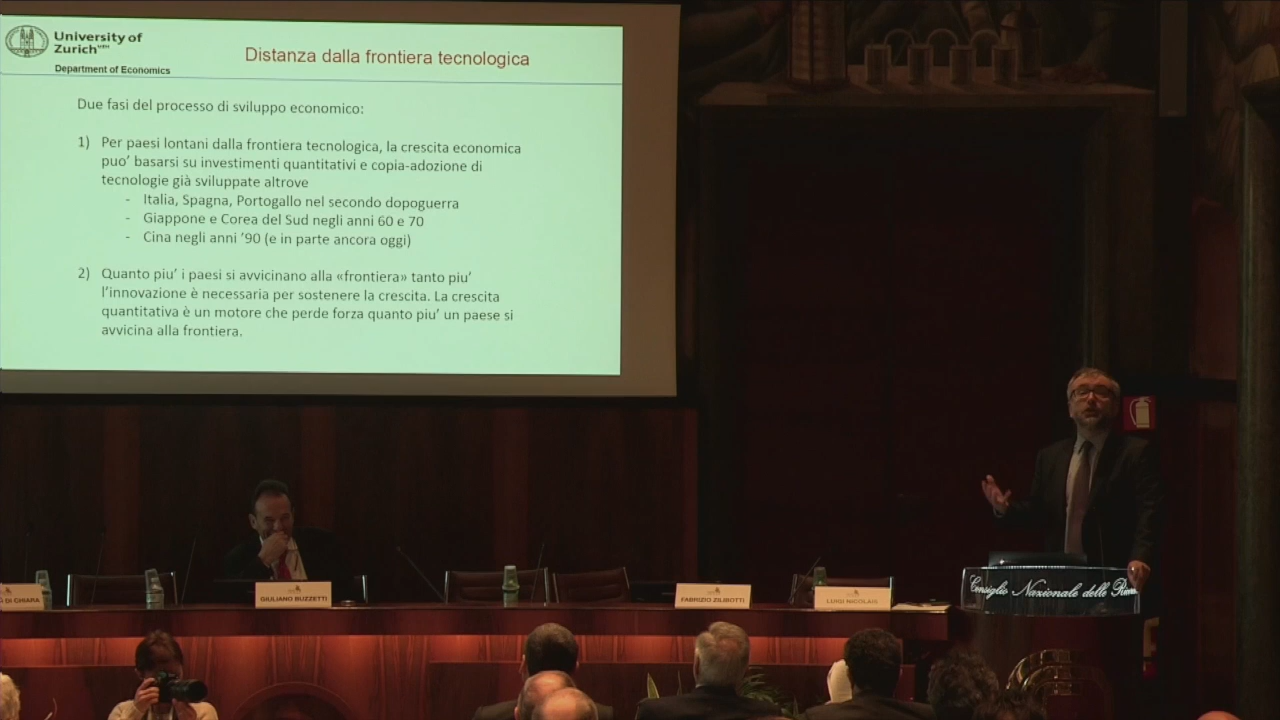 University of
Zurich
Department of Economics
Distanza dalla frontiera tecnologica
Due fasi del processo di sviluppo economico:
1) Per paesi lontani dalla frontiera tecnologica, la crescita economica
puo' basarsi su investimenti quantitativi e copia-adozione di
tecnologie già sviluppate altrove
- Italia, Spagna, Portogallo nel secondo dopoguerra
- Giappone e Corea del Sud negli anni 60 e 70
- Cina negli anni '90 (e in parte ancora oggi)
2) Quanto piu' i paesi si avvicinano alla «frontiera» tanto piu'
l'innovazione è necessaria per sostenere la crescita. La crescita
quantitativa è un motore che perde forza quanto piu' un paese si
avvicina alla frontiera.
DI CHIARA
GIULIANO BUZZETTI
FABRIZIO ZILIBOTTI
LUIGI NICOLAIS
Consiglio Nazionale delle